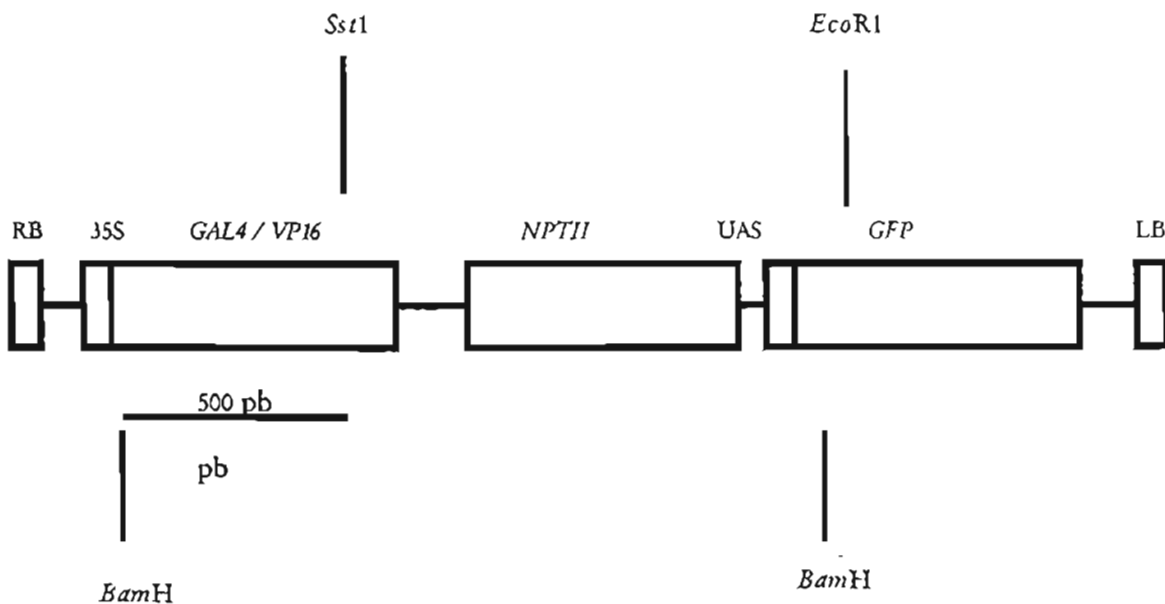 Sst1 EcoR1
RB 35S GAL4 / VP16 NPTII UAS GFP LB
500 pb
pb
BamH BamH